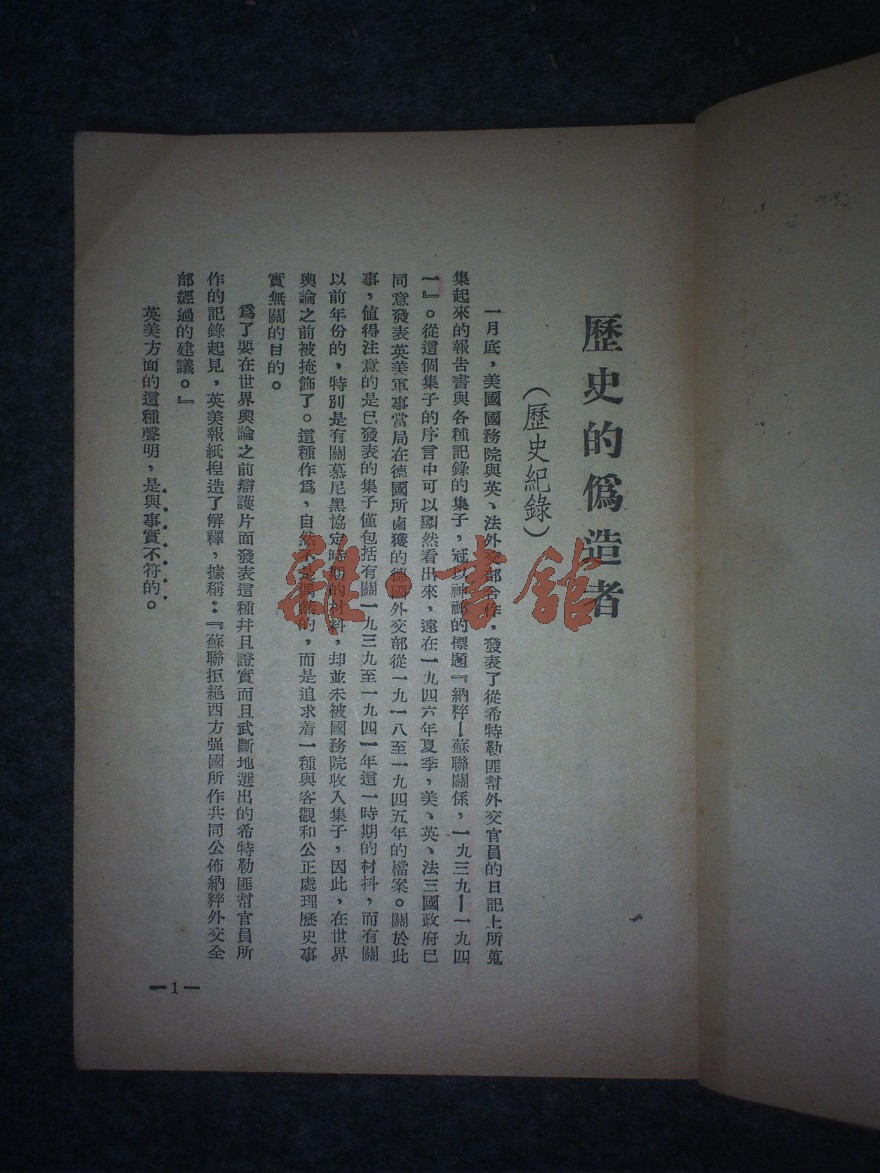 歷史的僞造者
(歷史紀錄)
一月底，美國國務院與英、法外交部合作，發表了從希特勒匪幫外交官員的日記上所蒐
集起來的報告書與各種記錄的集子，冠以神祕的標題『納粹—蘇聯關係，一九三九—一九四
一』。從這個集子的序言中可以顯然看出來，遠在一九四六年夏季，美、英、法三國政府已
同意發表英美軍事當局在德國所鹵獲的德國外交部從一九一八至一九四五年的檔案。關於此
事，值得注意的是已發表的集子僅包括有關一九三九至一九四一年這一時期的材料，而有關
以前年份的，特別是有關慕尼黑協定時期的材料，却並未被國務院收入集子，因此，在世界
輿論之前被掩飾了。這種作爲，自然不是偶然的，而是追求着一種與客觀和公正處理歷史事
實無關的目的。
爲了要在世界輿論之前辯護片面發表這種幷且證實而且武斷地選出的希特勒匪幫官員所
作的記錄起見，英美報紙揑造了解釋，據稱：『蘇聯拒絕西方强國所作共同公佈納粹外交全
部經過的建議。』
英美方面的這種聲明，是與事實不符的。
—1—
雜·書館